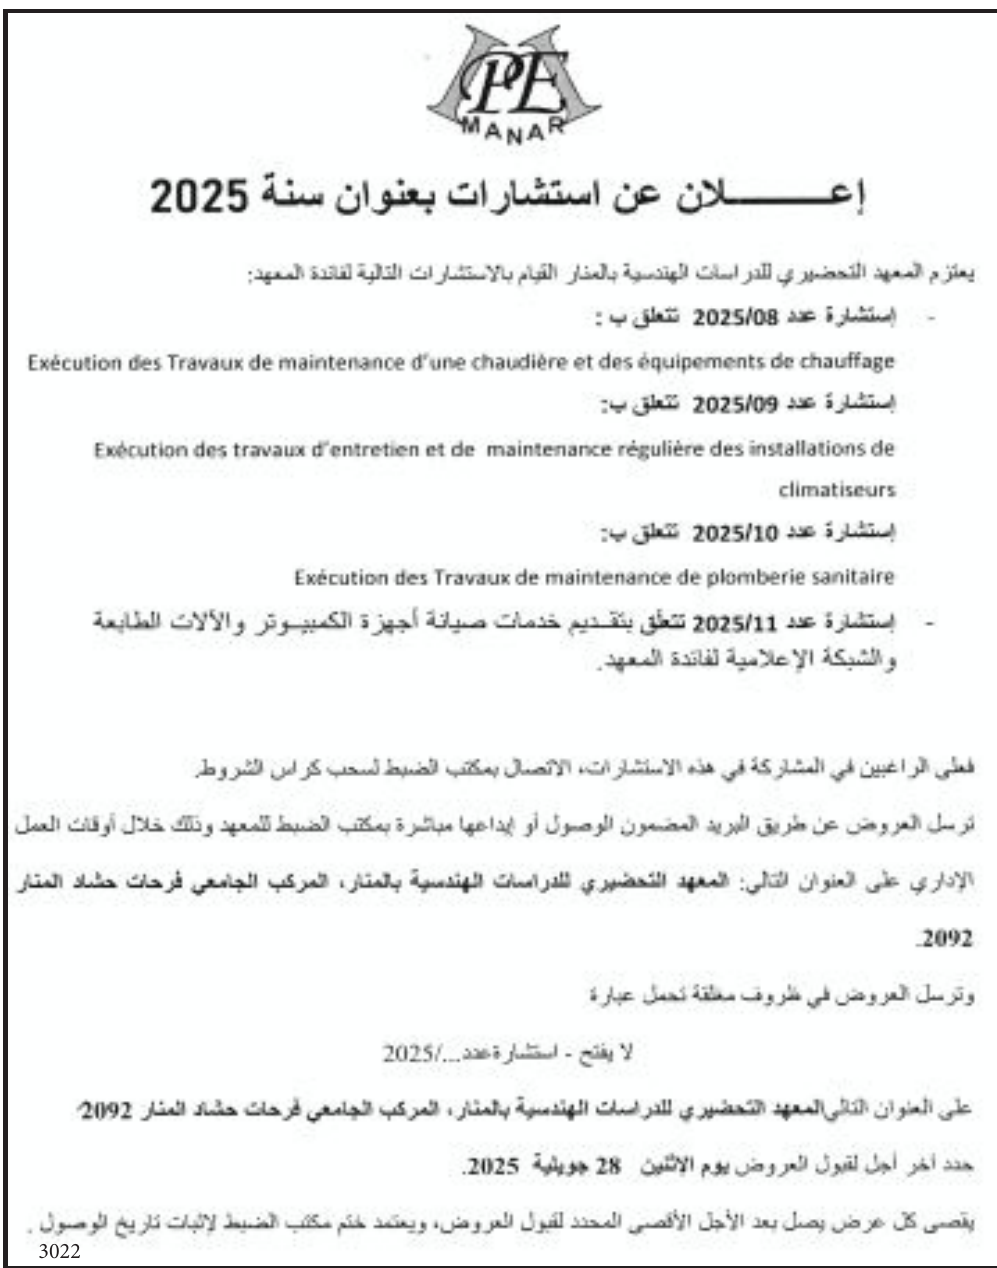 IPEM
MANAR
إعـــــــلان عن استشارات بعنوان سنة 2025
يعتزم المعهد التحضيري للدراسات الهندسية بالمنار القيام بالاستشارات التالية لفائدة المعهد:
- إستشارة عدد 2025/08 تتعلق ب :
Exécution des Travaux de maintenance d'une chaudière et des équipements de chauffage
إستشارة عدد 2025/09 تتعلق ب:
Exécution des travaux d'entretien et de maintenance régulière des installations de
climatiseurs
إستشارة عدد 2025/10 تتعلق ب:
Exécution des Travaux de maintenance de plomberie sanitaire
- إستشارة عدد 2025/11 تتعلق بتقـديم خدمات صيانة أجهزة الكمبيـوتر والألات الطابعة
والشبكة الإعلامية لفائدة المعهد.
فعلى الراغبين في المشاركة في هذه الاستشارات، الاتصال بمكتب الضبط لسحب كراس الشروط.
ترسل العروض عن طريق البريد المضمون الوصول أو إيداعها مباشرة بمكتب الضبط للمعهد وذلك خلال أوقات العمل
الإداري على العنوان التالي: المعهد التحضيري للدراسات الهندسية بالمنار، المركب الجامعي فرحات حشاد المنار
2092.
وترسل العروض في ظروف مغلقة تحمل عبارة
لا يفتح - استشارة عدد.../2025
على العنوان التالي المعهد التحضيري للدراسات الهندسية بالمنار، المركب الجامعي فرحات حشاد المنار 2092
حدد آخر أجل لقبول العروض يوم الاثنين 28 جويلية 2025.
يقصى كل عرض يصل بعد الأجل الأقصى المحدد لقبول العروض، ويعتمد ختم مكتب الضبط لإثبات تاريخ الوصول .
3022